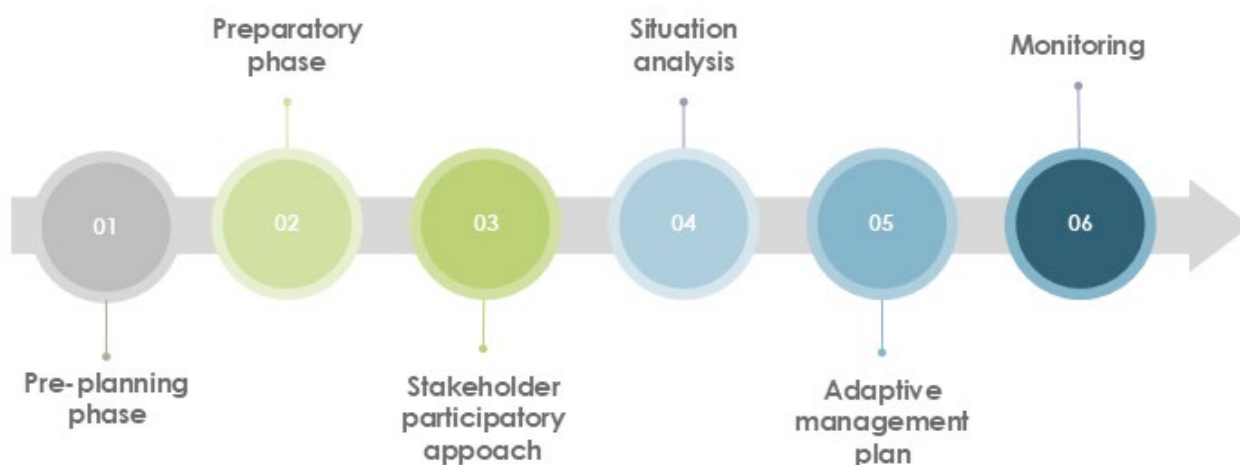 Preparatory
phase
Situation
analysis
Monitoring
01
02
03
04
05
06
Pre-planning
phase
Stakeholder
participatory
appoach
Adaptive
management
plan